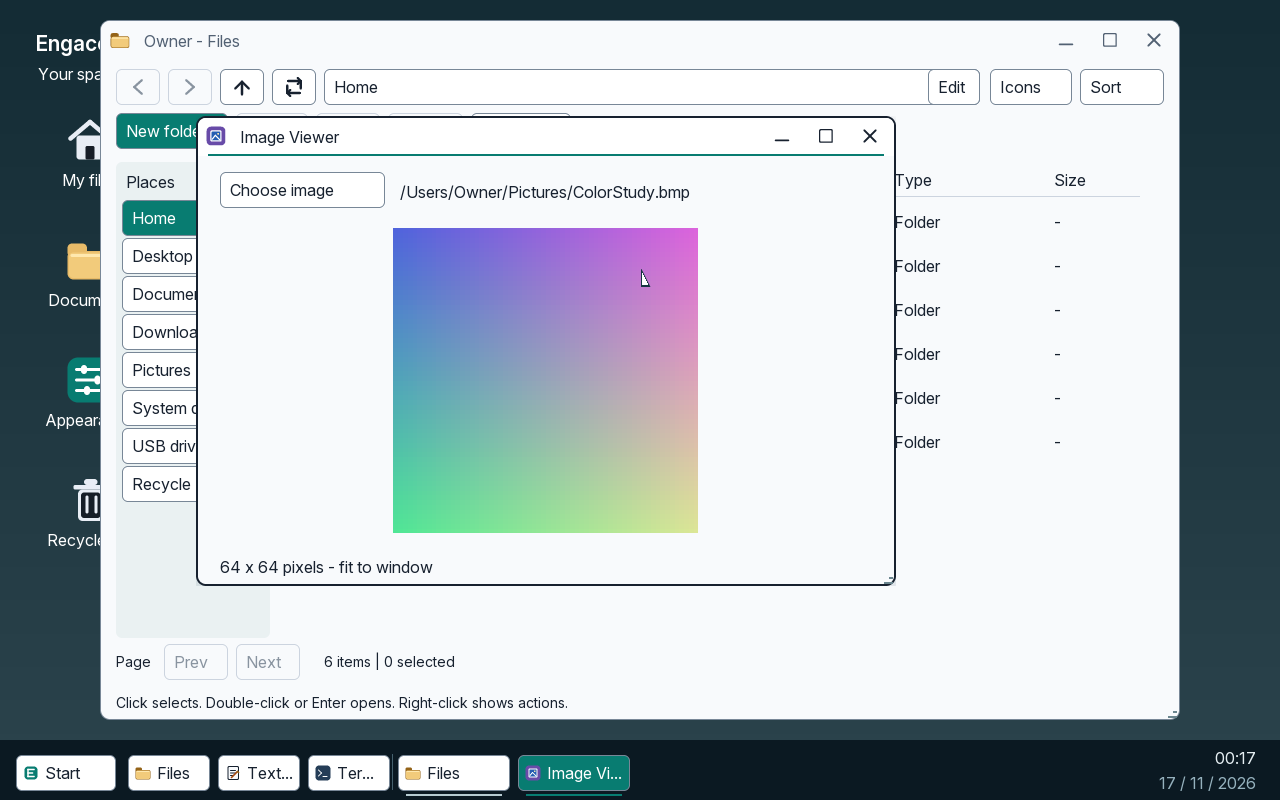 Owner - Files
Home
Edit
Icons
Sort
New folde
Image Viewer
Choose image
/Users/Owner/Pictures/ColorStudy.bmp
64 x 64 pixels - fit to window
Places
Home
Desktop
Documen
Downloa
Pictures
System
USB driv
Recycle
Type
Size
Folder
-
Folder
-
Folder
-
Folder
-
Folder
-
Folder
-
Page
Prev
Next
6 items | 0 selected
Click selects. Double-click or Enter opens. Right-click shows actions.
Engac
Your spa
My fil
Docum
Appeara
Recycle
Start
Files
Text...
Ter...
Files
Image Vi...
00:17
17 / 11 / 2026